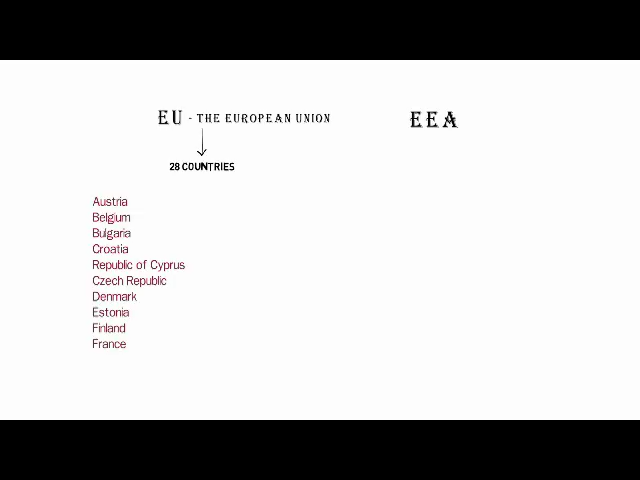 EU - THE EUROPEAN UNION
EEA
28 COUNTRIES
Austria
Belgium
Bulgaria
Croatia
Republic of Cyprus
Czech Republic
Denmark
Estonia
Finland
France